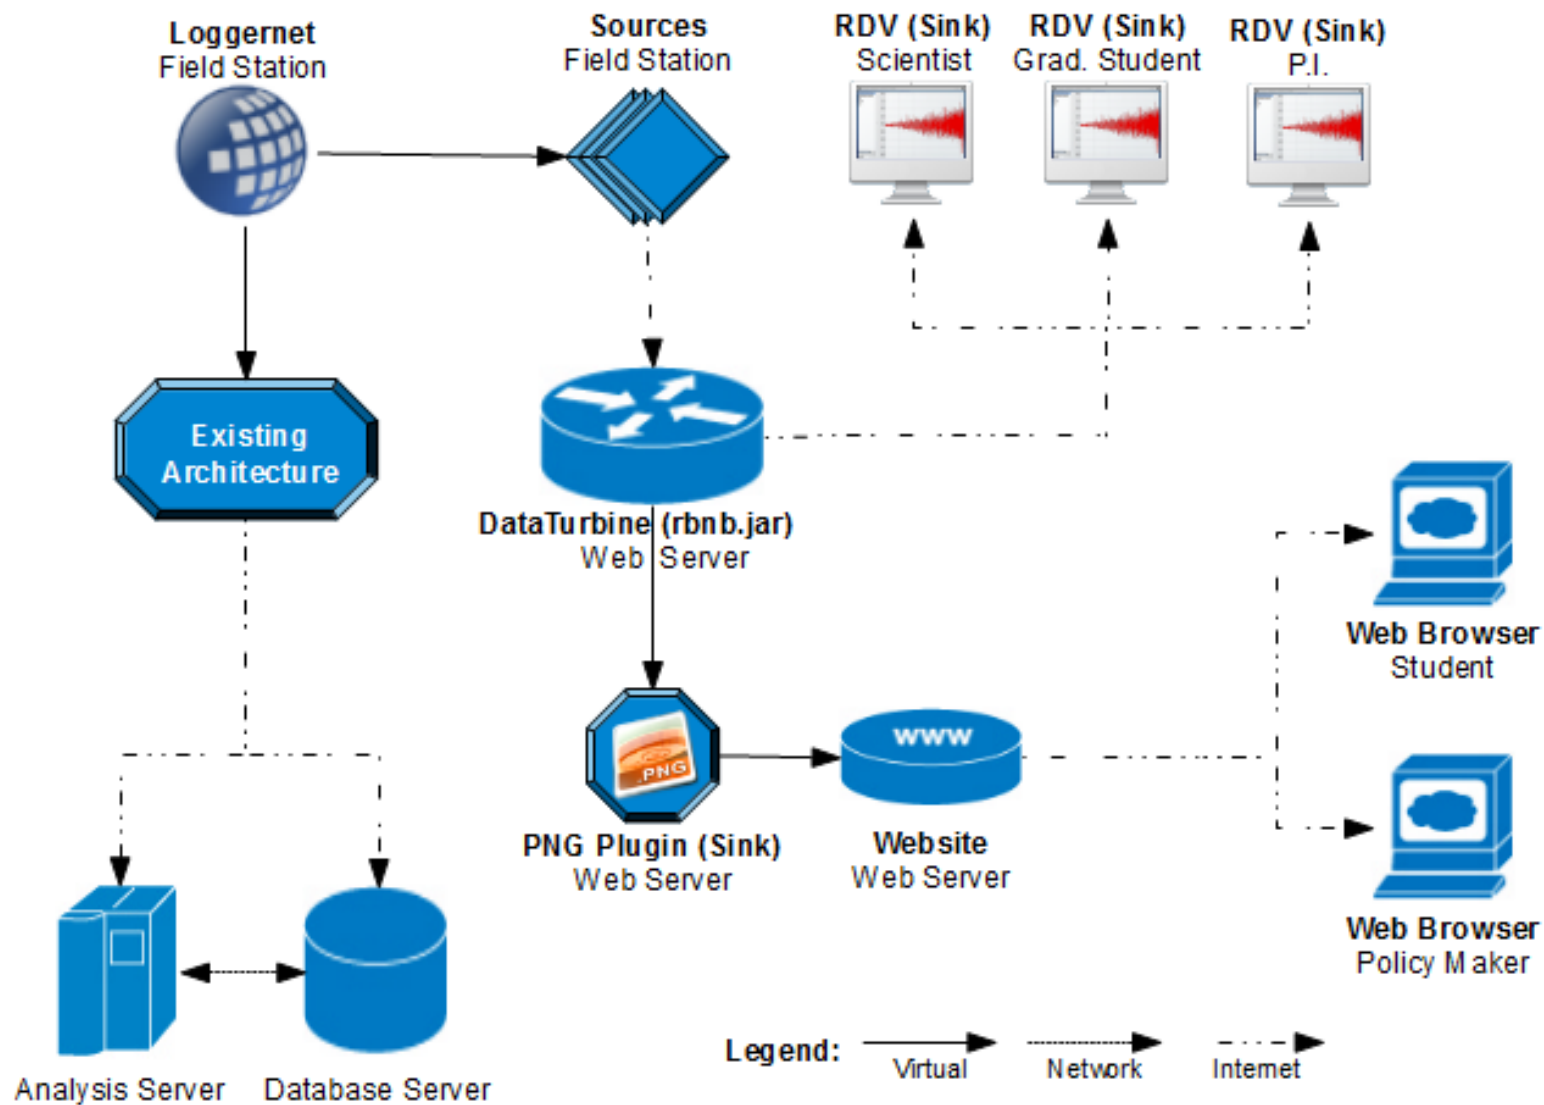 Loggernet
Field Station
Sources
Field Station
RDV (Sink)
Scientist
RDV (Sink)
Grad. Student
RDV (Sink)
P.I.
Existing
Architecture
DataTurbine (rbnb.jar)
Web Server
Web Browser
Student
.PNG
PNG Plugin (Sink)
Web Server
www
Website
Web Server
Web Browser
Policy Maker
Analysis Server
Database Server
Legend:
Virtual
Network
Internet